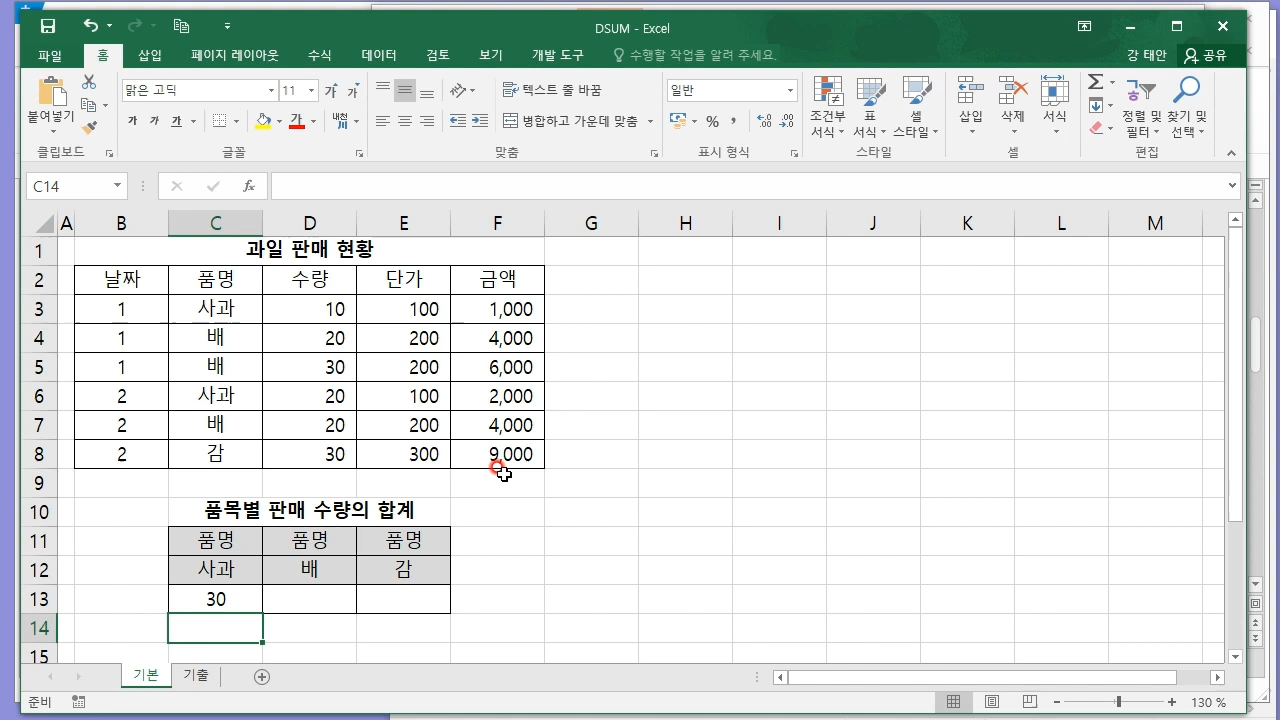 DSUM - Excel
파일 홈 삽입 페이지 레이아웃 수식 데이터 검토 보기 개발 도구 수행할 작업을 알려 주세요. 강 태안 공유
붙여넣기 맑은 고딕 11 가 가 텍스트 줄 바꿈 일반 조건부 서식 표 서식 셀 스타일 삽입 삭제 서식 정렬 및 필터 찾기 및 선택
가 가 가 가 내천 병합하고 가운데 맞춤 % ,
클립보드 글꼴 맞춤 표시 형식 스타일 셀 편집
C14 fx
A B C D E F G H I J K L M
1 과일 판매 현황
2 날짜 품명 수량 단가 금액
3 1 사과 10 100 1,000
4 1 배 20 200 4,000
5 1 배 30 200 6,000
6 2 사과 20 100 2,000
7 2 배 20 200 4,000
8 2 감 30 300 9,000
9
10 품목별 판매 수량의 합계
11 품명 품명 품명
12 사과 배 감
13 30
14
15
기본 기출
준비 130 %